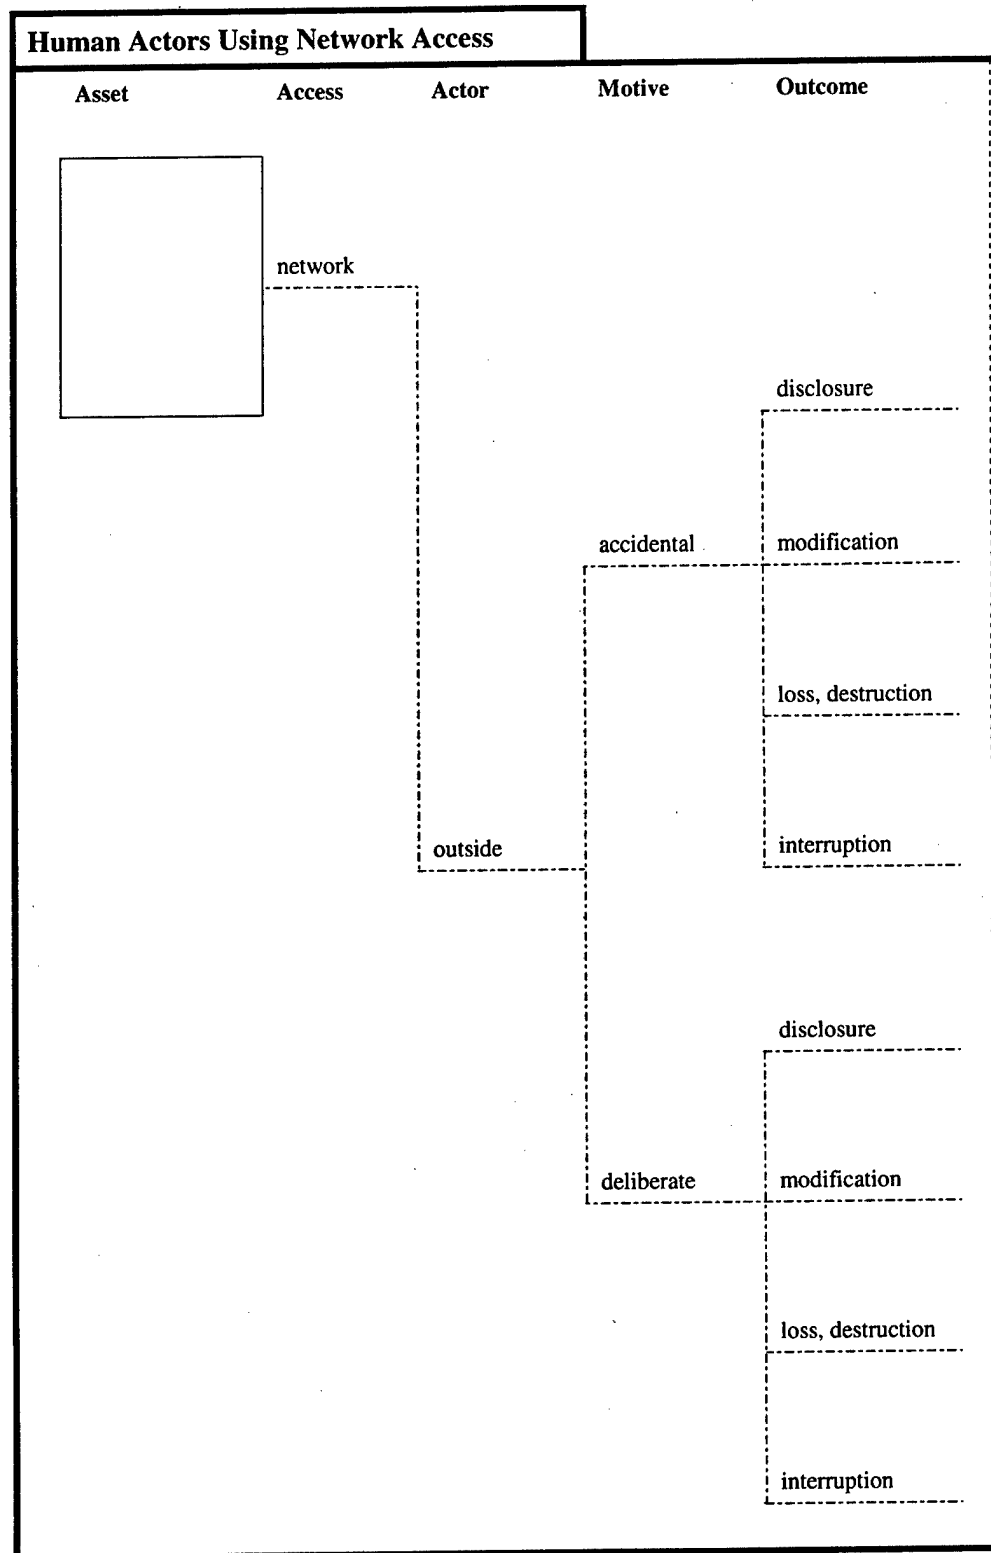 Human Actors Using Network Access
Asset Access Actor Motive Outcome
network
disclosure
accidental modification
loss, destruction
outside interruption
disclosure
deliberate modification
loss, destruction
interruption